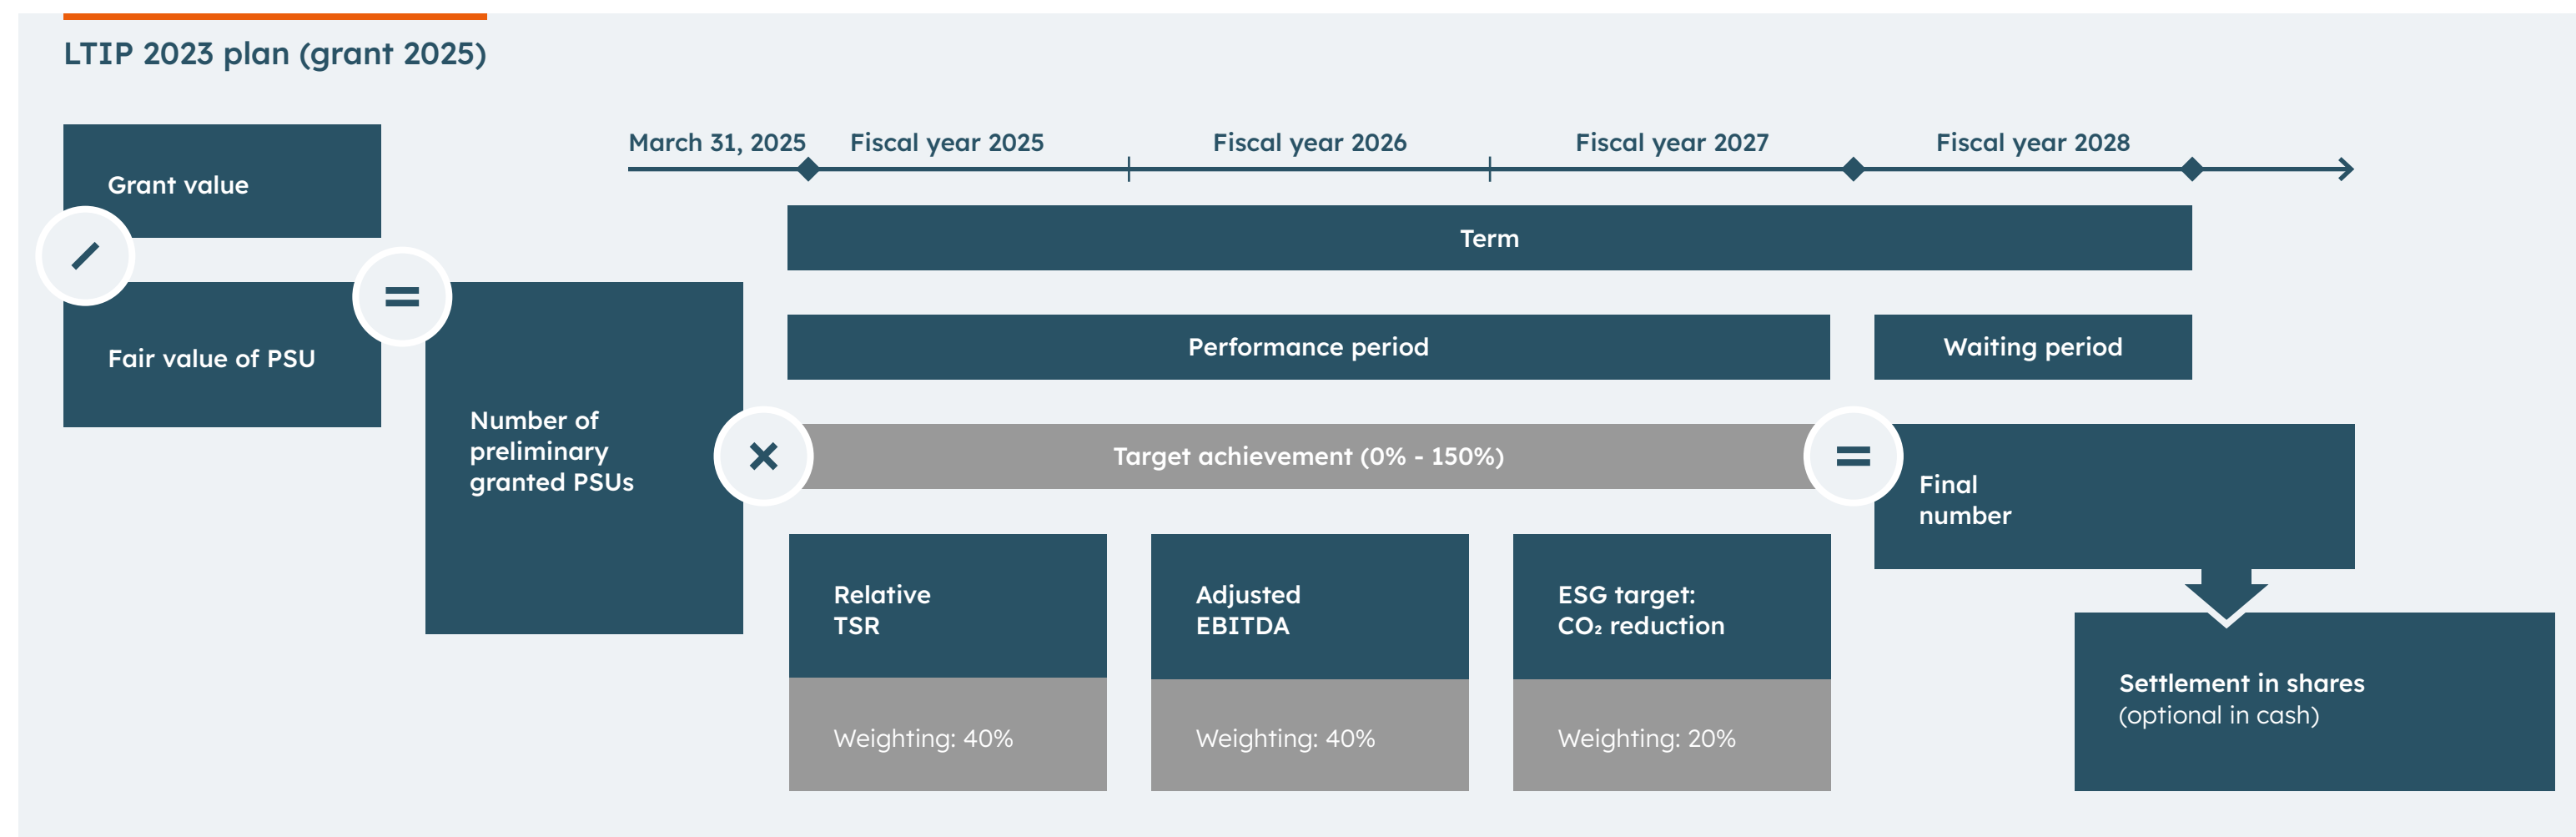 LTIP 2023 plan (grant 2025)
Grant value
/
Fair value of PSU
=
Number of
preliminary
granted PSUs
March 31, 2025
Fiscal year 2025
Fiscal year 2026
Fiscal year 2027
Fiscal year 2028
Term
Performance period
Waiting period
×
Target achievement (0% - 150%)
=
Final
number
Relative
TSR
Weighting: 40%
Adjusted
EBITDA
Weighting: 40%
ESG target:
CO₂ reduction
Weighting: 20%
Settlement in shares
(optional in cash)